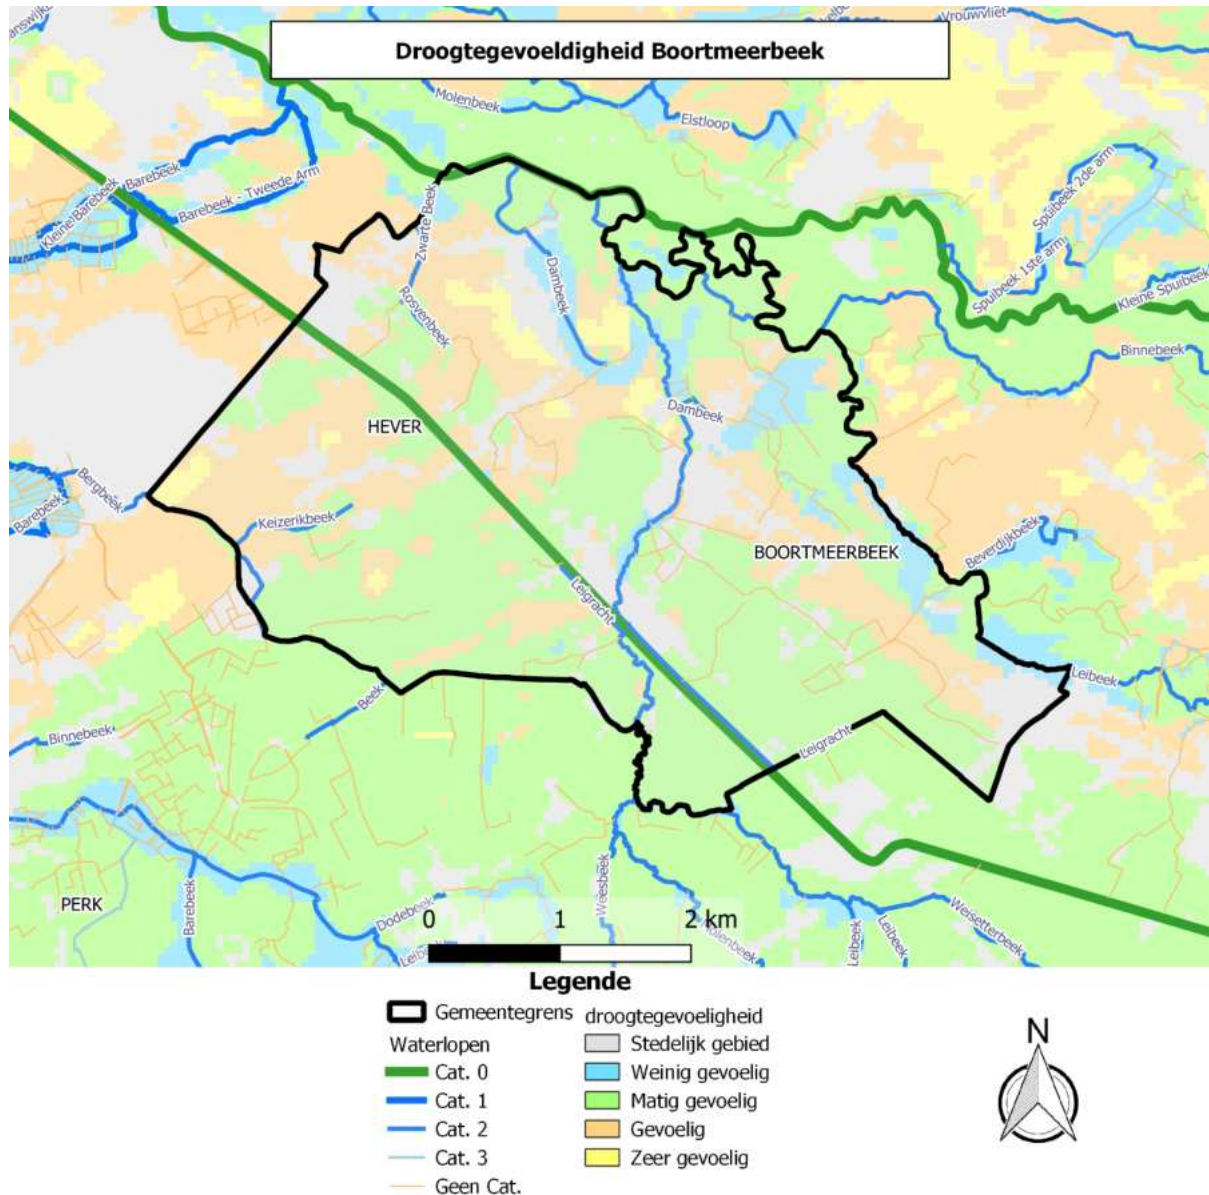 answijk
Vrouwvliet
Droogtegevoeldigheid Boortmeerbeek
Molenbeek
Elstloop
Barebeek
Kleine Barebeek
Barebeek - Tweede Arm
Zwarte Beek
Spuibeek 2de arm
Dambeek
Rosvenbeek
Spuibeek 1ste arm
Kleine Spuibeek
Binnebeek
Dambeek
HEVER
Bergbeek
Barebeek
Keizerikbeek
BOORTMEERBEEK
Beverdijkbeek
Leigracht
Leibeek
Beek
Binnebeek
Leigracht
PERK
Barebeek
Dodebeek
Leibeek
Weesbeek
Molenbeek
Leibeek
Leibeek
Weisetterbeek
0 1 2 km
Legende
Gemeentegrens
Waterlopen
Cat. 0
Cat. 1
Cat. 2
Cat. 3
Geen Cat.
droogtegevoeligheid
Stedelijk gebied
Weinig gevoelig
Matig gevoelig
Gevoelig
Zeer gevoelig
N